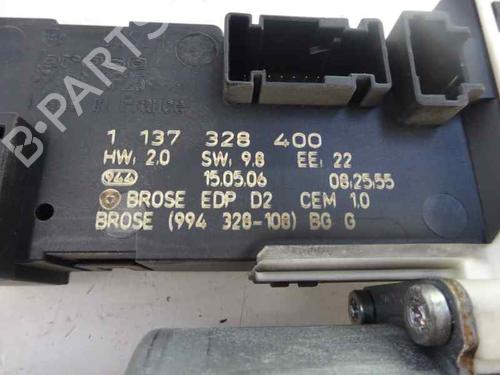 in France
1 137 328 400
HW: 2.0 SW: 9.8 EE: 22
944 15.05.06 08:25:55
BROSE EDP D2 CEM 1.0
BROSE (994 328-108) BG G